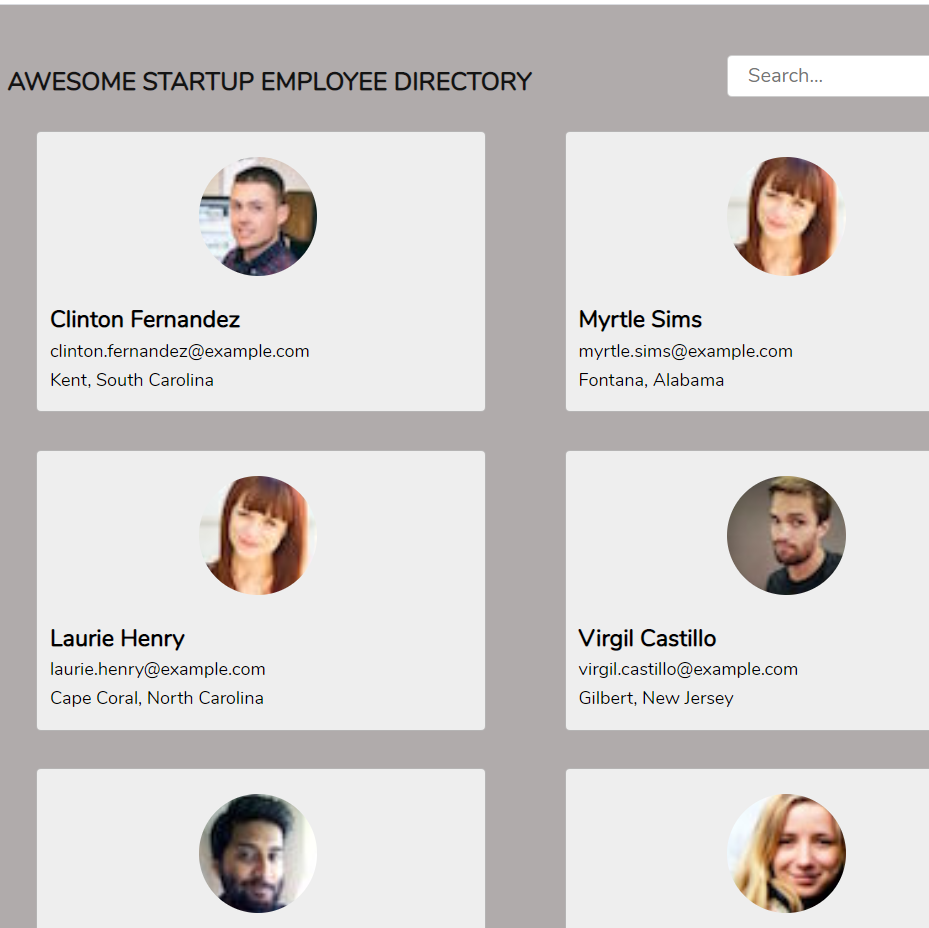 AWESOME STARTUP EMPLOYEE DIRECTORY
Search...
Clinton Fernandez
clinton.fernandez@example.com
Kent, South Carolina
Myrtle Sims
myrtle.sims@example.com
Fontana, Alabama
Laurie Henry
laurie.henry@example.com
Cape Coral, North Carolina
Virgil Castillo
virgil.castillo@example.com
Gilbert, New Jersey